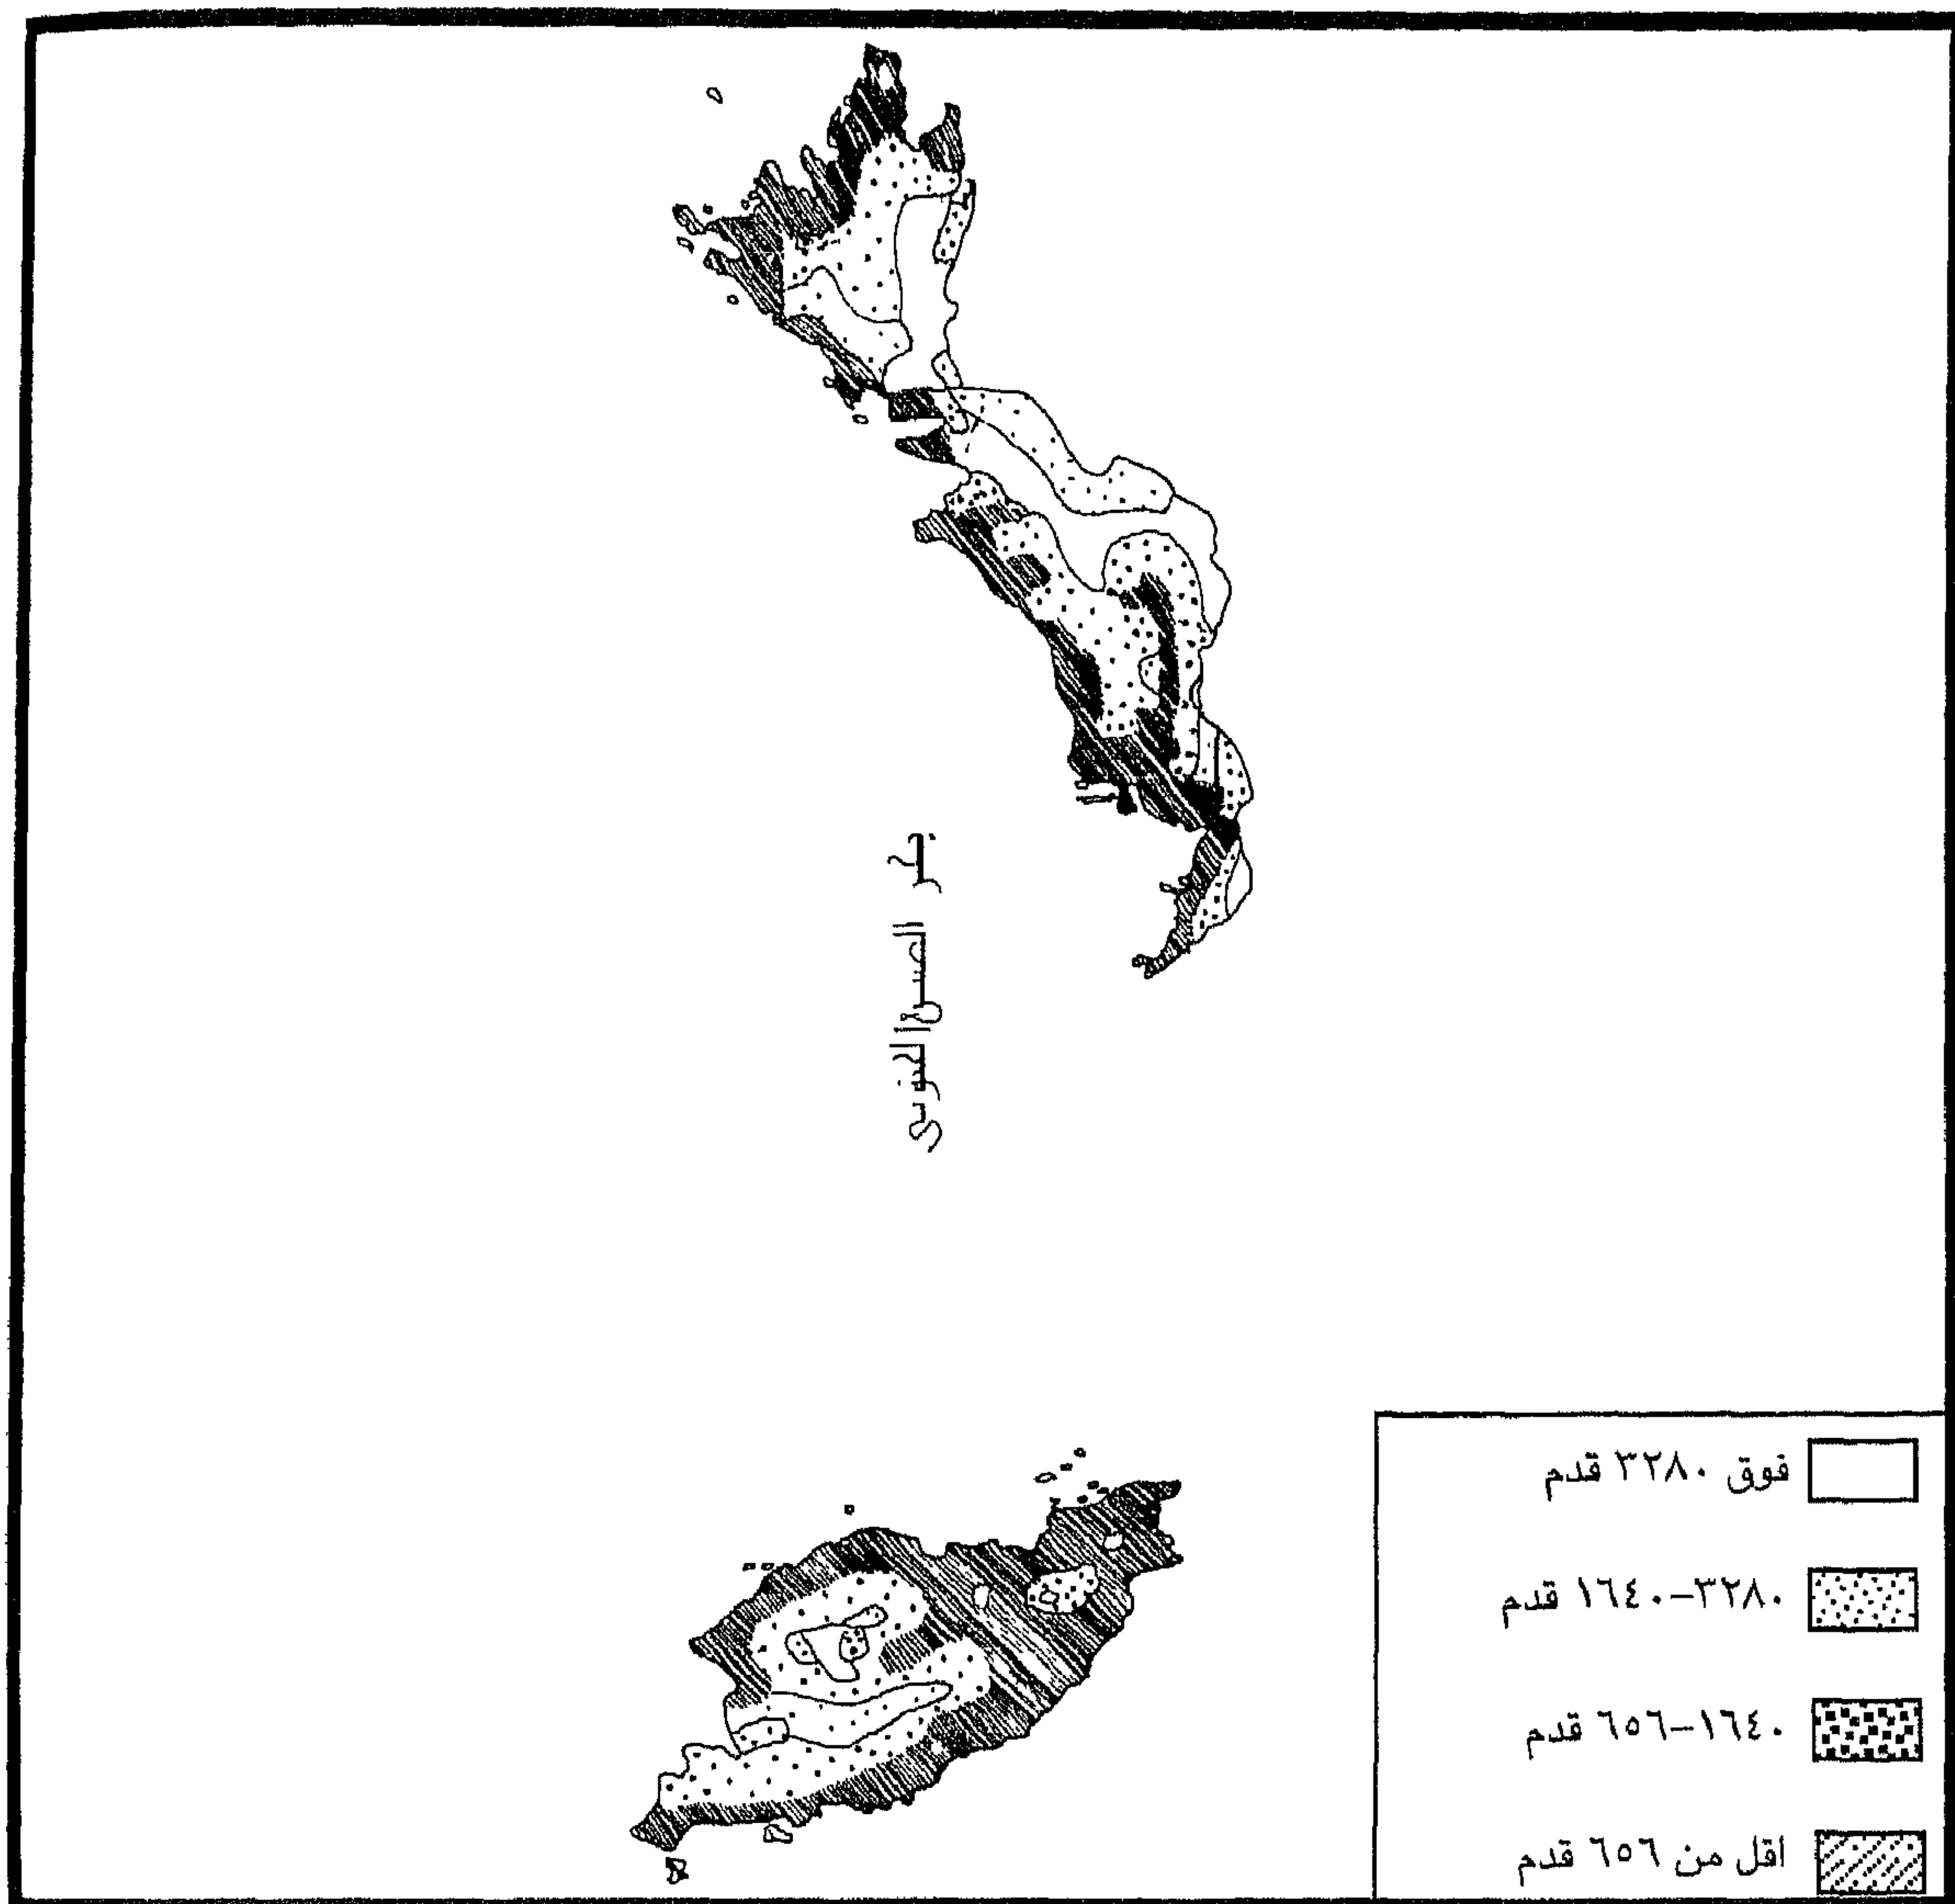 بحر الصين الجنوبي
فوق ٣٢٨٠ قدم
٣٢٨٠-١٦٤٠ قدم
١٦٤٠-٦٥٦ قدم
اقل من ٦٥٦ قدم